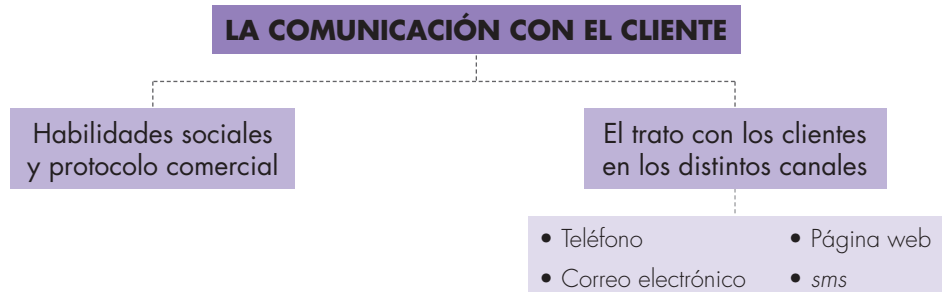 LA COMUNICACIÓN CON EL CLIENTE
Habilidades sociales
y protocolo comercial
El trato con los clientes
en los distintos canales
• Teléfono
• Correo electrónico
• Página web
• sms